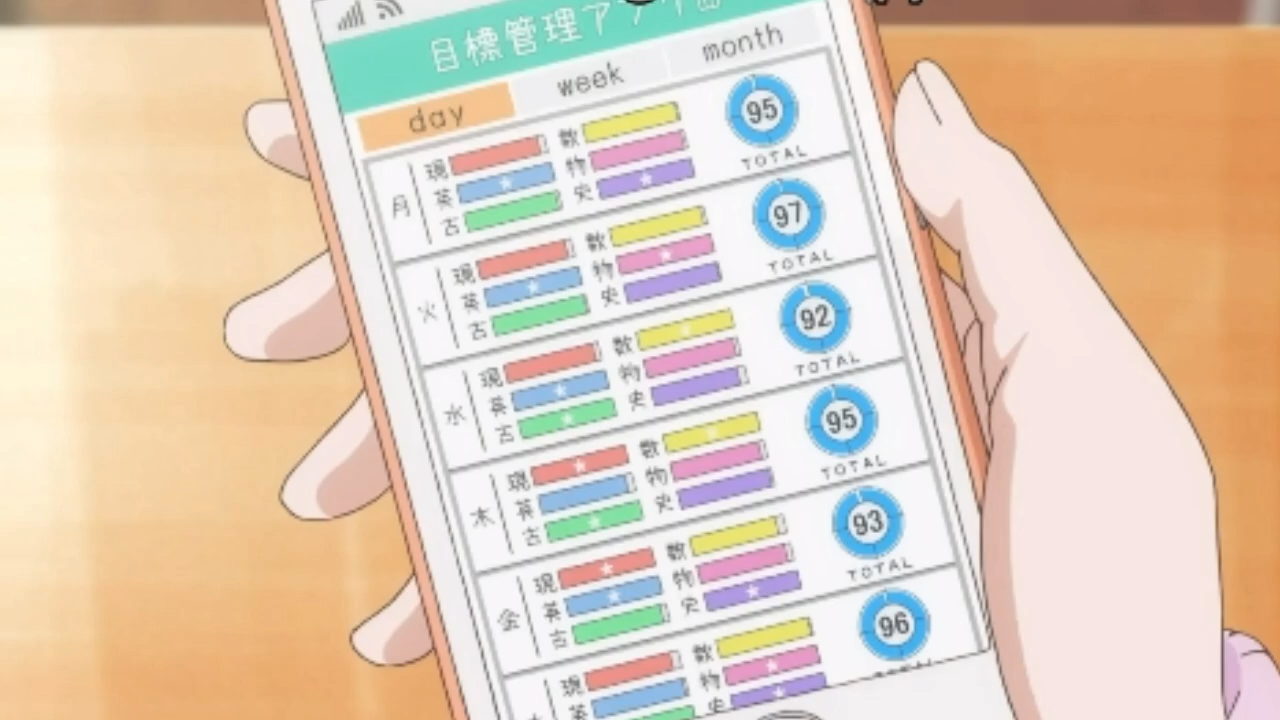 目標管理アプリ
day week month
月
現 数
英 物
古 史
95
TOTAL
火
現 数
英 物
古 史
97
TOTAL
水
現 数
英 物
古 史
92
TOTAL
木
現 数
英 物
古 史
95
TOTAL
金
現 数
英 物
古 史
93
TOTAL
現 数
英 物
史
96
TOTAL